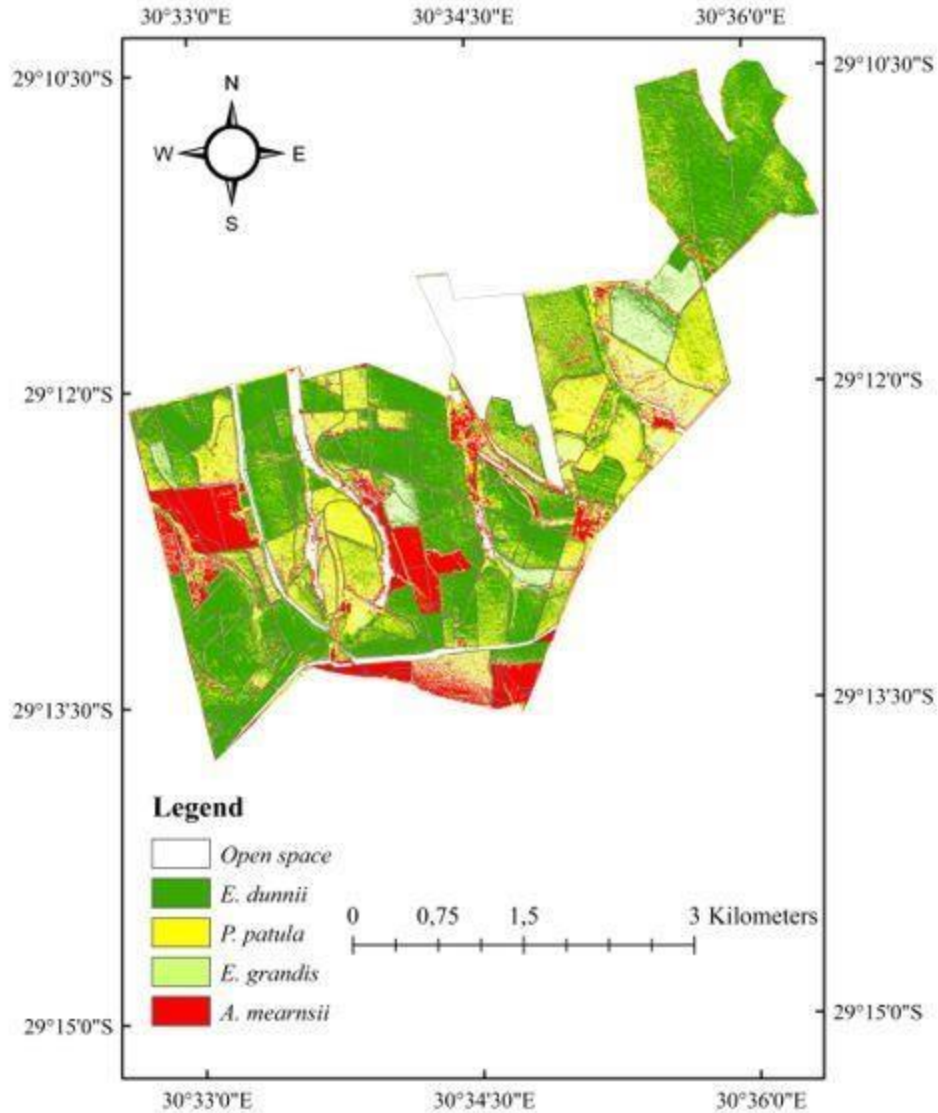 30°33'0"E 30°34'30"E 30°36'0"E
29°10'30"S 29°10'30"S
N
W E
S
29°12'0"S 29°12'0"S
29°13'30"S 29°13'30"S
Legend
Open space
E. dunnii
0 0,75 1,5 3 Kilometers
P. patula
E. grandis
A. mearnsii
29°15'0"S 29°15'0"S
30°33'0"E 30°34'30"E 30°36'0"E